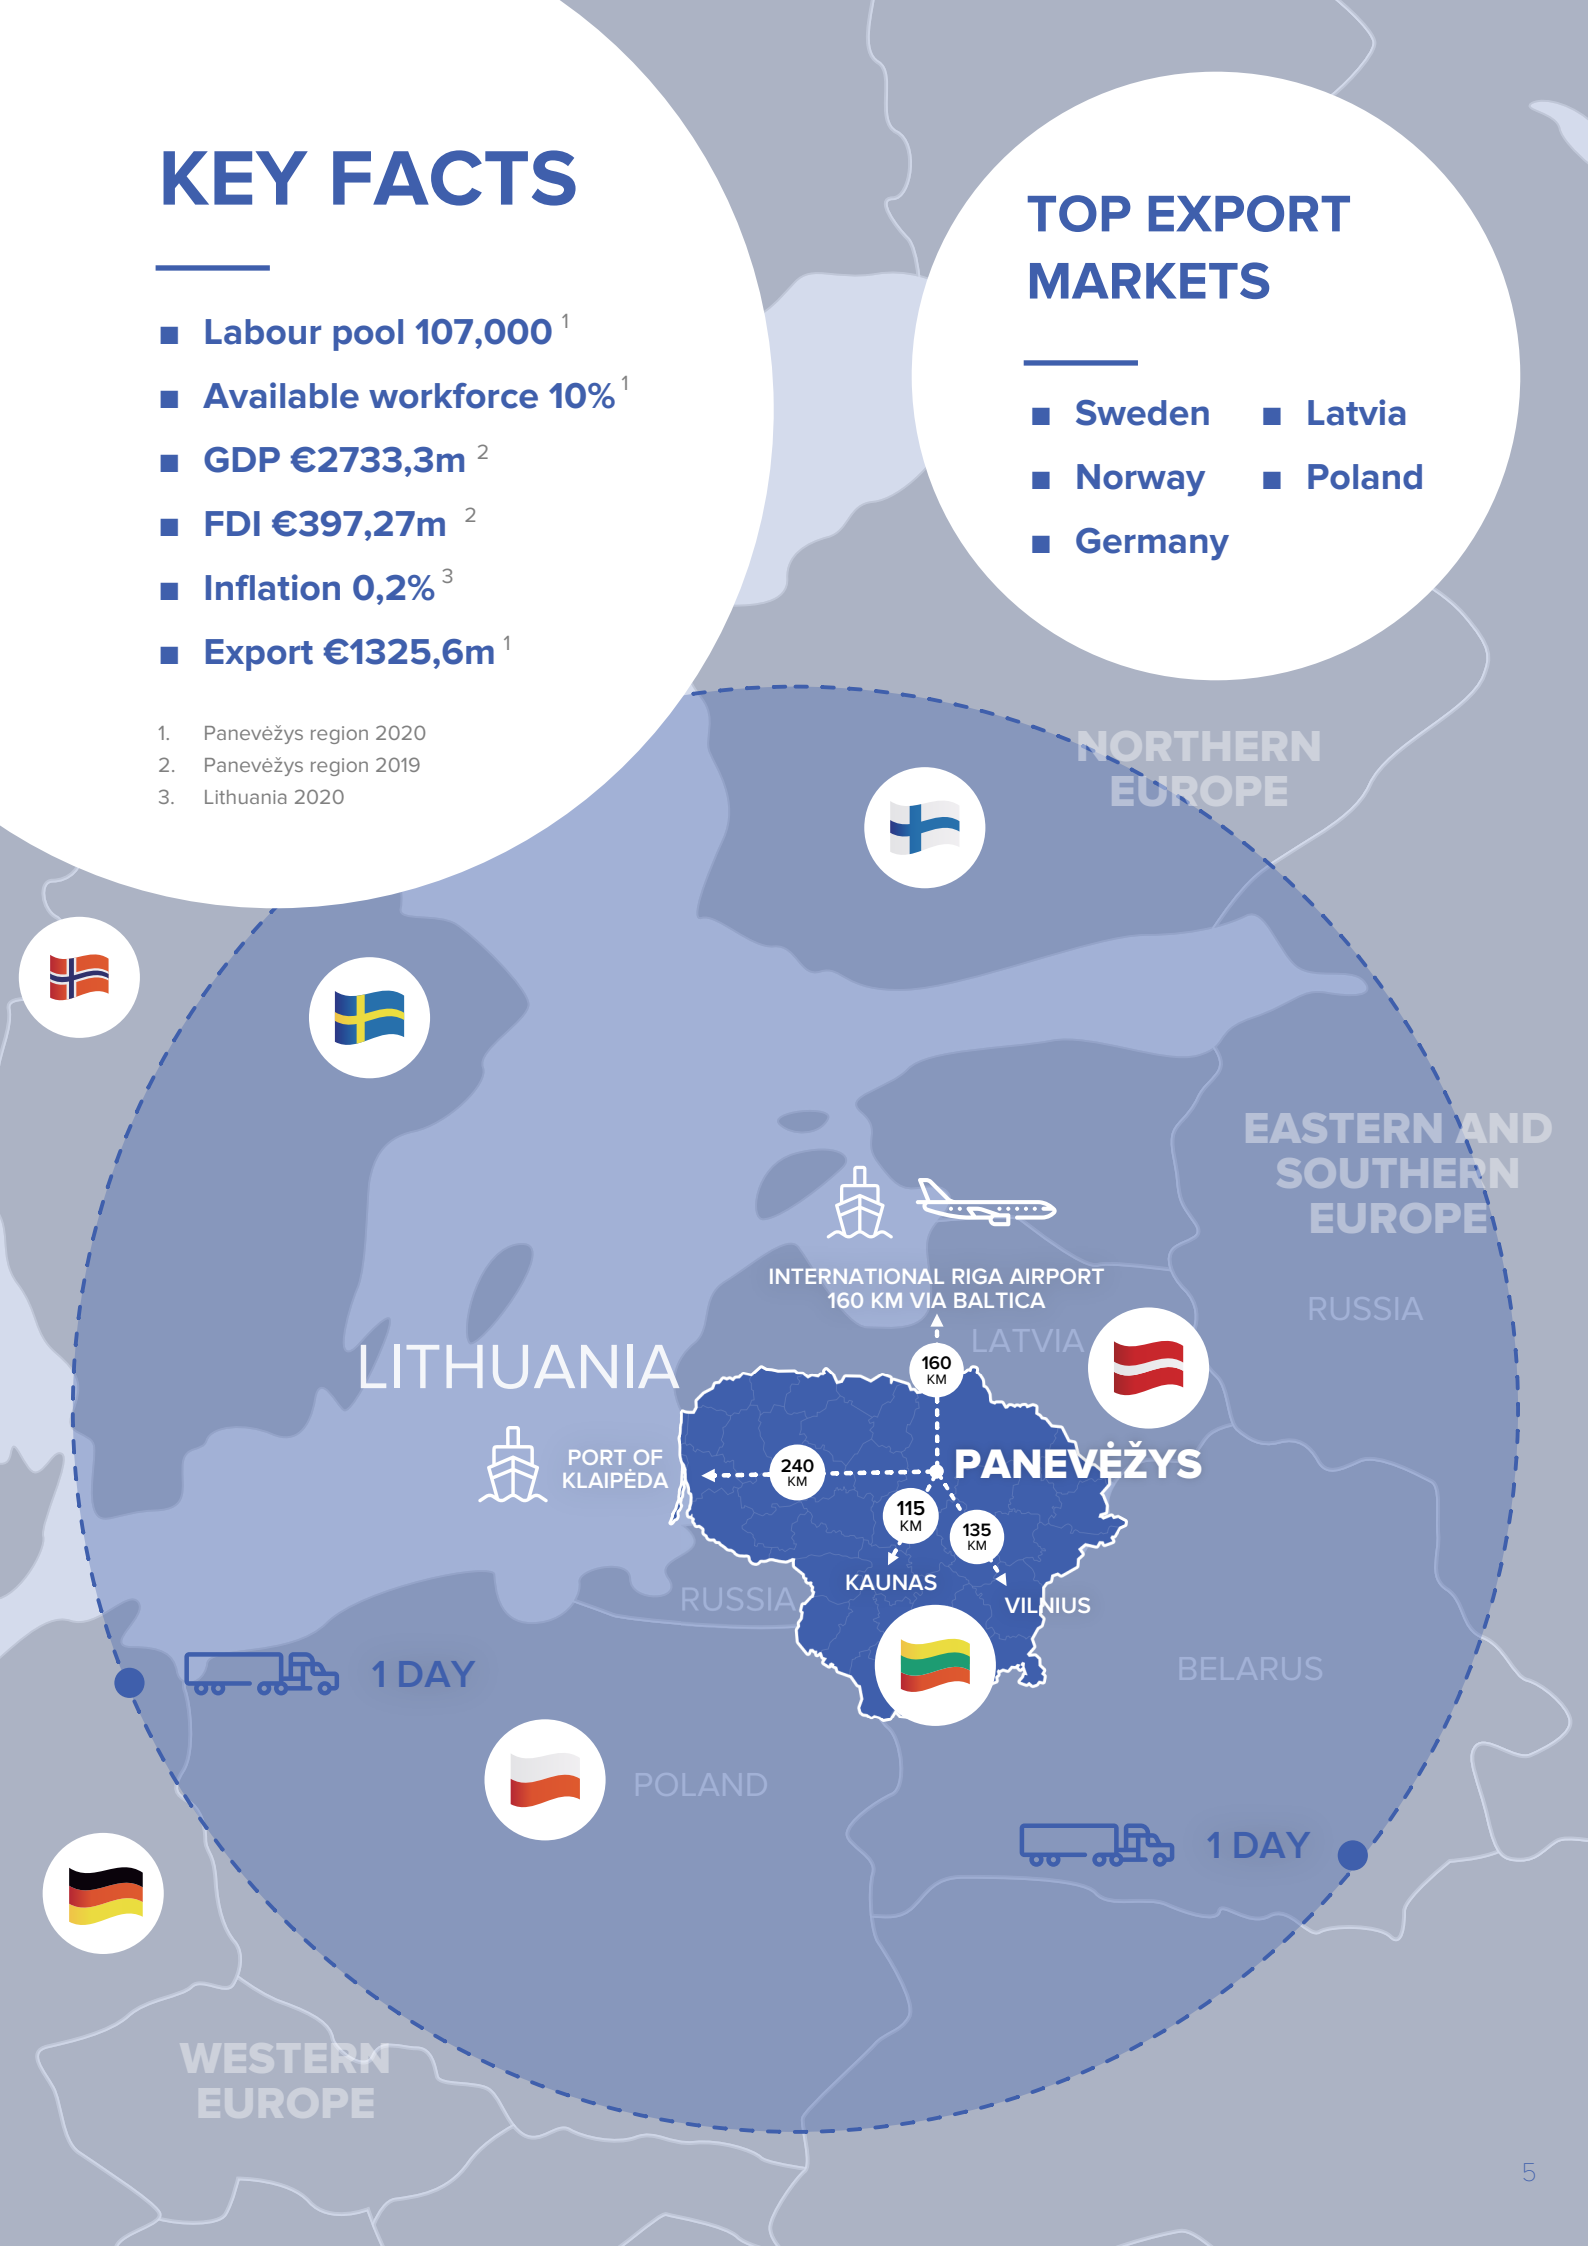 KEY FACTS
▪ Labour pool 107,000 1
▪ Available workforce 10% 1
▪ GDP €2733,3m 2
▪ FDI €397,27m 2
▪ Inflation 0,2% 3
▪ Export €1325,6m 1
1. Panevėžys region 2020
2. Panevėžys region 2019
3. Lithuania 2020
TOP EXPORT
MARKETS
▪ Sweden
▪ Norway
▪ Germany
▪ Latvia
▪ Poland
NORTHERN
EUROPE
EASTERN AND
SOUTHERN
EUROPE
INTERNATIONAL RIGA AIRPORT
160 KM VIA BALTICA
RUSSIA
LATVIA
LITHUANIA
160
KM
PORT OF
KLAIPĖDA
240
KM
PANEVĖŽYS
115
KM
135
KM
KAUNAS
VILNIUS
RUSSIA
BELARUS
1 DAY
POLAND
1 DAY
WESTERN
EUROPE
5